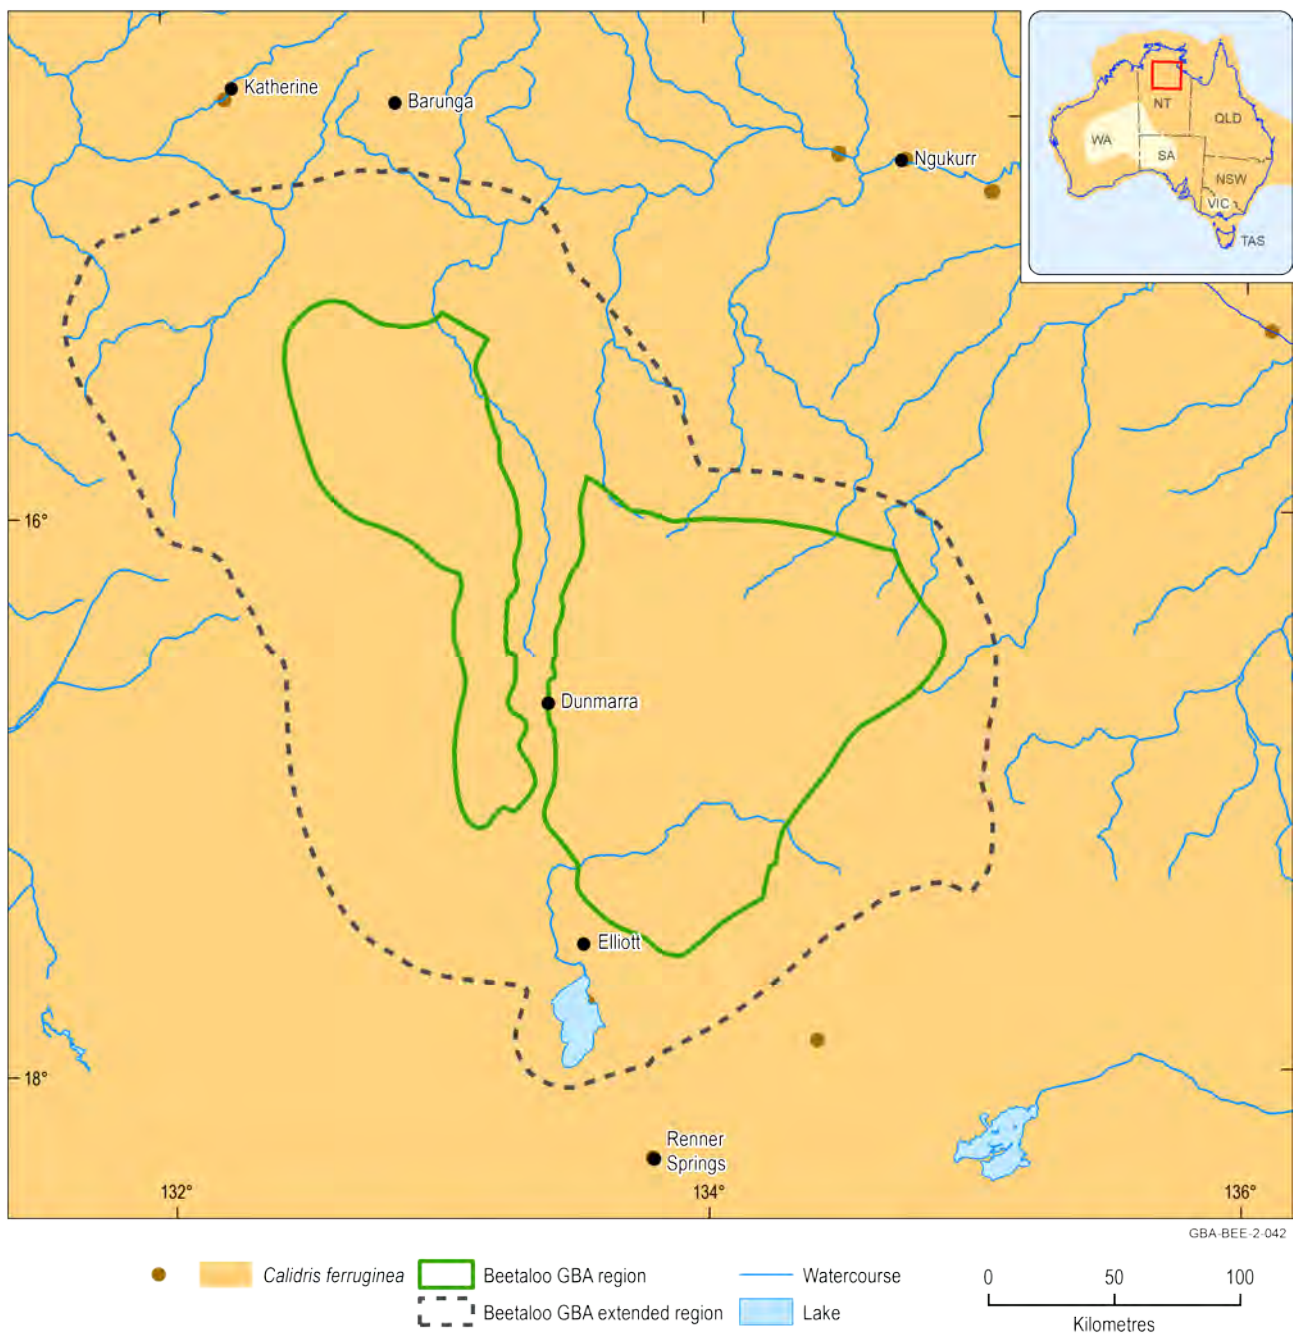 Katherine
Barunga
Ngukurr
NT
QLD
WA
SA
NSW
VIC
TAS
16°
Dunmarra
Elliott
18°
Renner
Springs
132°
134°
136°
GBA-BEE-2-042
Calidris ferruginea
Beetaloo GBA region
Watercourse
0
50
100
Beetaloo GBA extended region
Lake
Kilometres